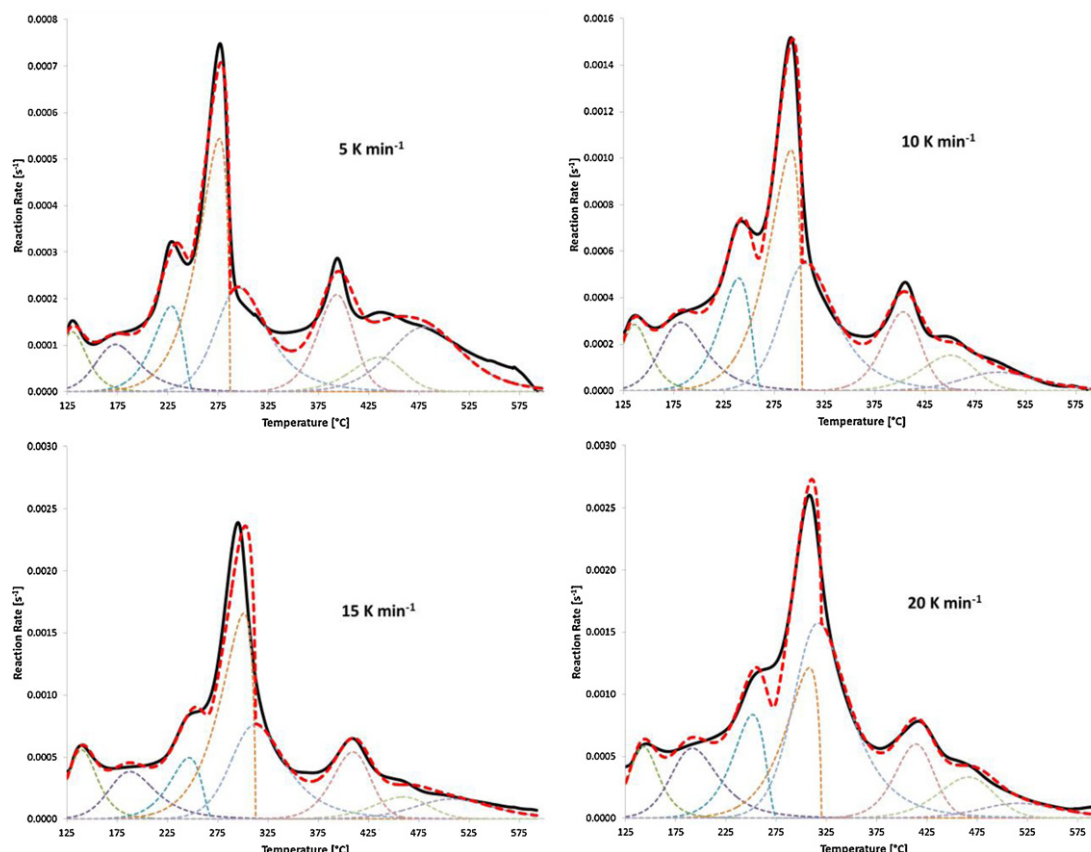 0.0008
0.0007
0.0006
0.0005
0.0004
0.0003
0.0002
0.0001
0.0000
Reaction Rate [s⁻¹]
5 K min⁻¹
125 175 225 275 325 375 425 475 525 575
Temperature [°C]
0.0016
0.0014
0.0012
0.0010
0.0008
0.0006
0.0004
0.0002
0.0000
Reaction Rate [s⁻¹]
10 K min⁻¹
125 175 225 275 325 375 425 475 525 575
Temperature [°C]
0.0030
0.0025
0.0020
0.0015
0.0010
0.0005
0.0000
Reaction Rate [s⁻¹]
15 K min⁻¹
125 175 225 275 325 375 425 475 525 575
Temperature [°C]
0.0030
0.0025
0.0020
0.0015
0.0010
0.0005
0.0000
Reaction Rate [s⁻¹]
20 K min⁻¹
125 175 225 275 325 375 425 475 525 575
Temperature [°C]